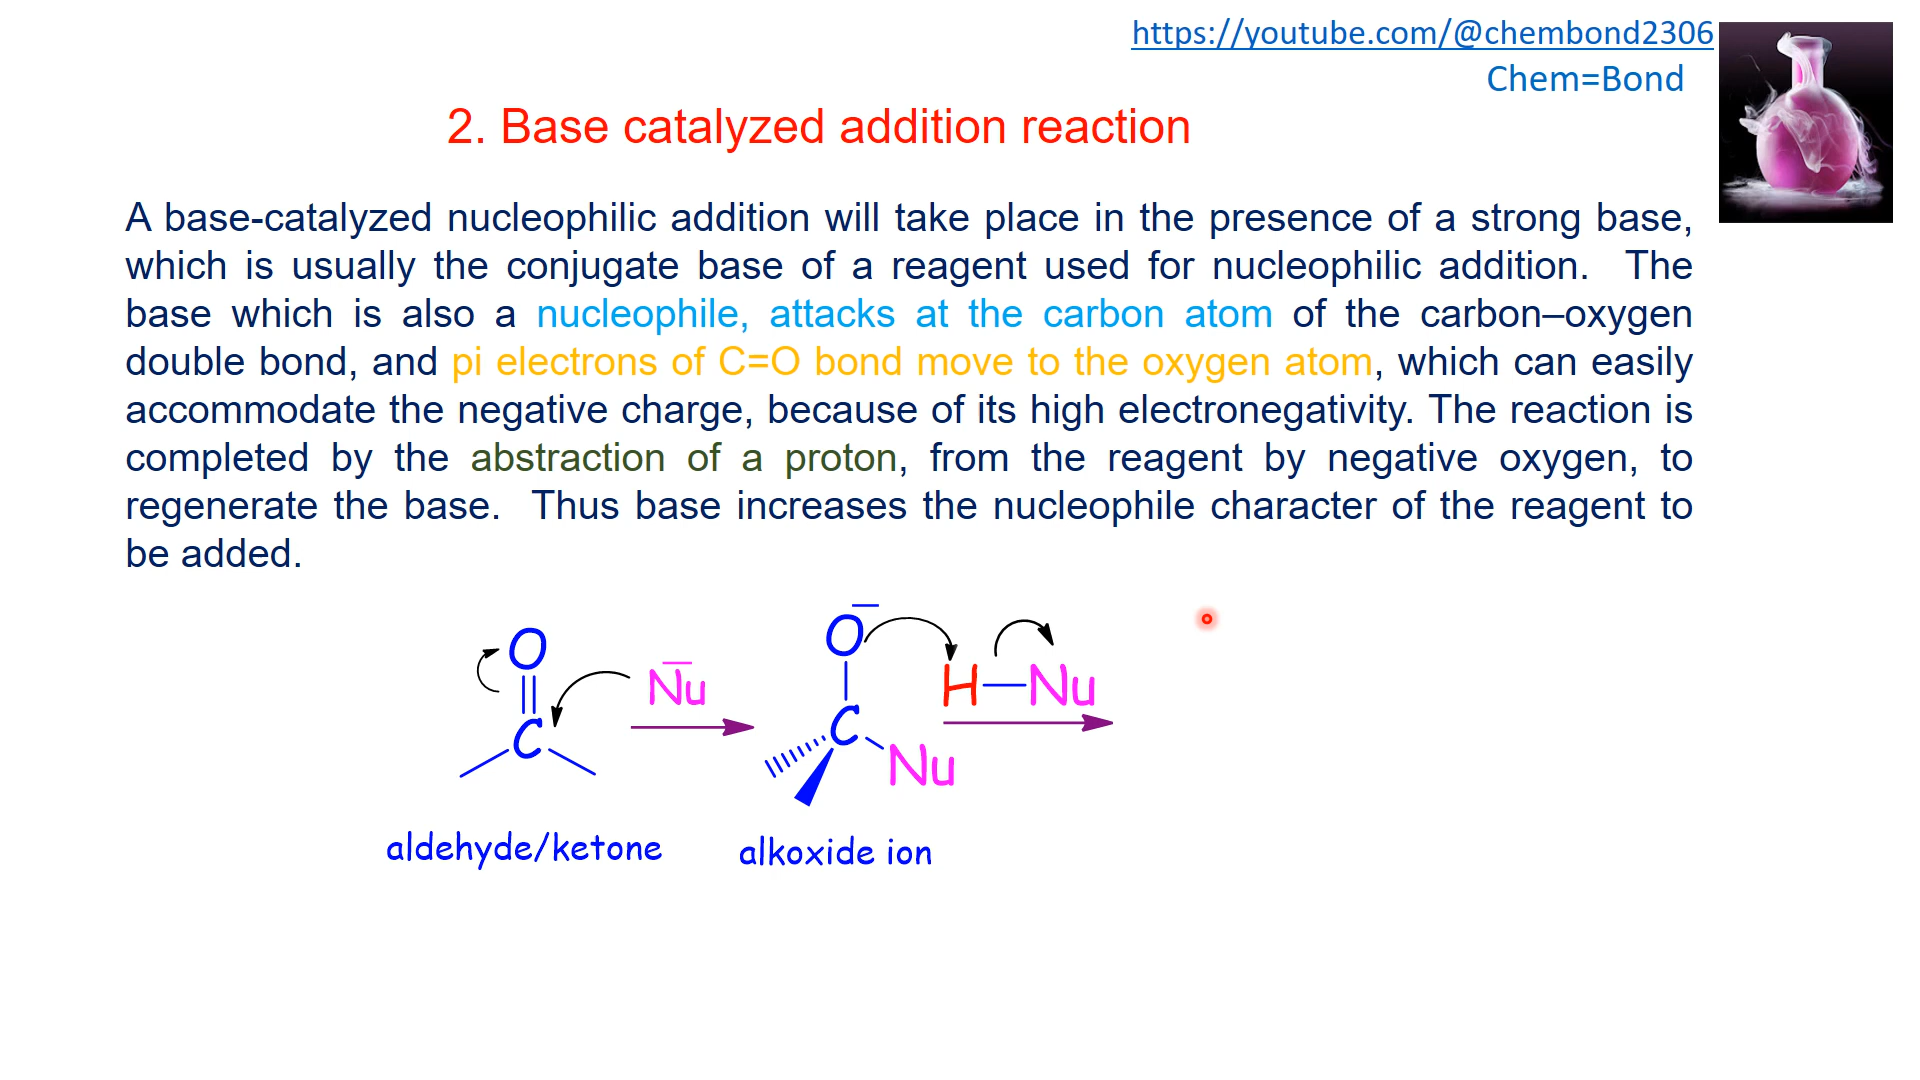 https://youtube.com/@chembond2306
Chem=Bond
2. Base catalyzed addition reaction
A base-catalyzed nucleophilic addition will take place in the presence of a strong base,
which is usually the conjugate base of a reagent used for nucleophilic addition. The
base which is also a nucleophile, attacks at the carbon atom of the carbon–oxygen
double bond, and pi electrons of C=O bond move to the oxygen atom, which can easily
accommodate the negative charge, because of its high electronegativity. The reaction is
completed by the abstraction of a proton, from the reagent by negative oxygen, to
regenerate the base. Thus base increases the nucleophile character of the reagent to
be added.
O
C
Nu
O
C
Nu
H—Nu
aldehyde/ketone
alkoxide ion